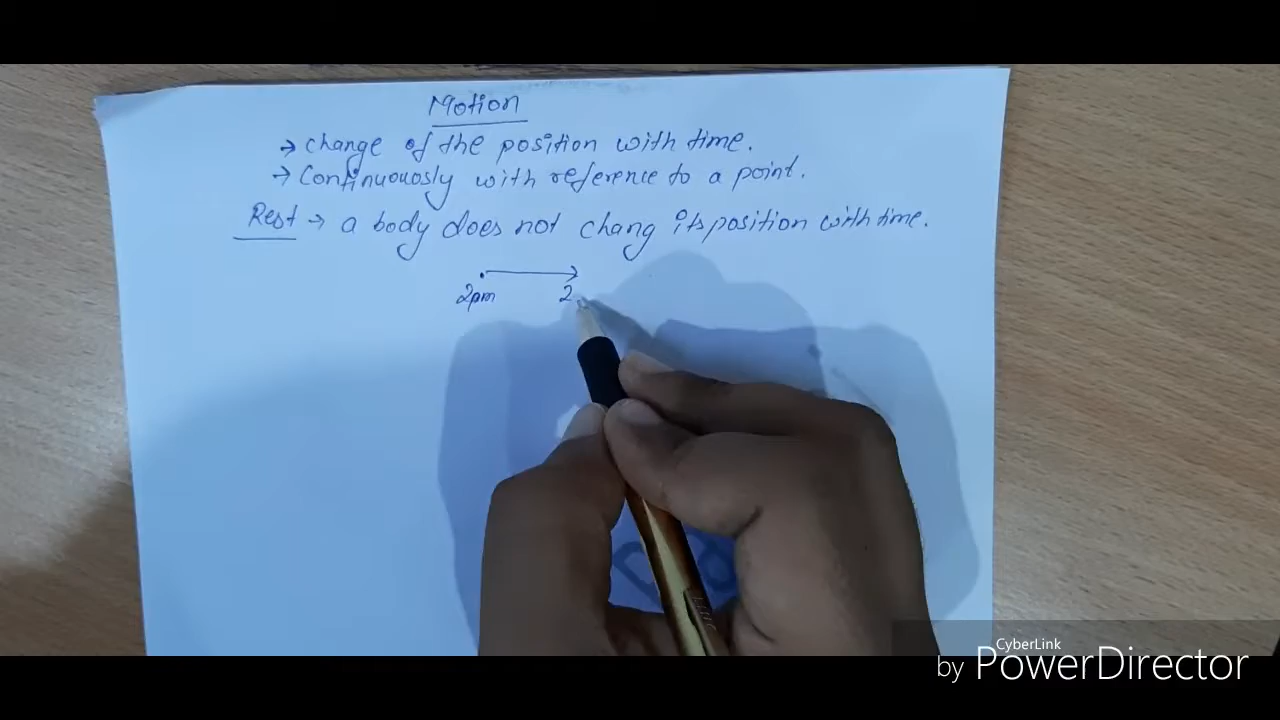 Motion
→ change of the position with time.
→ Continuously with reference to a point.
Rest → a body does not chang its position with time.
2pm 2
CyberLink
by PowerDirector